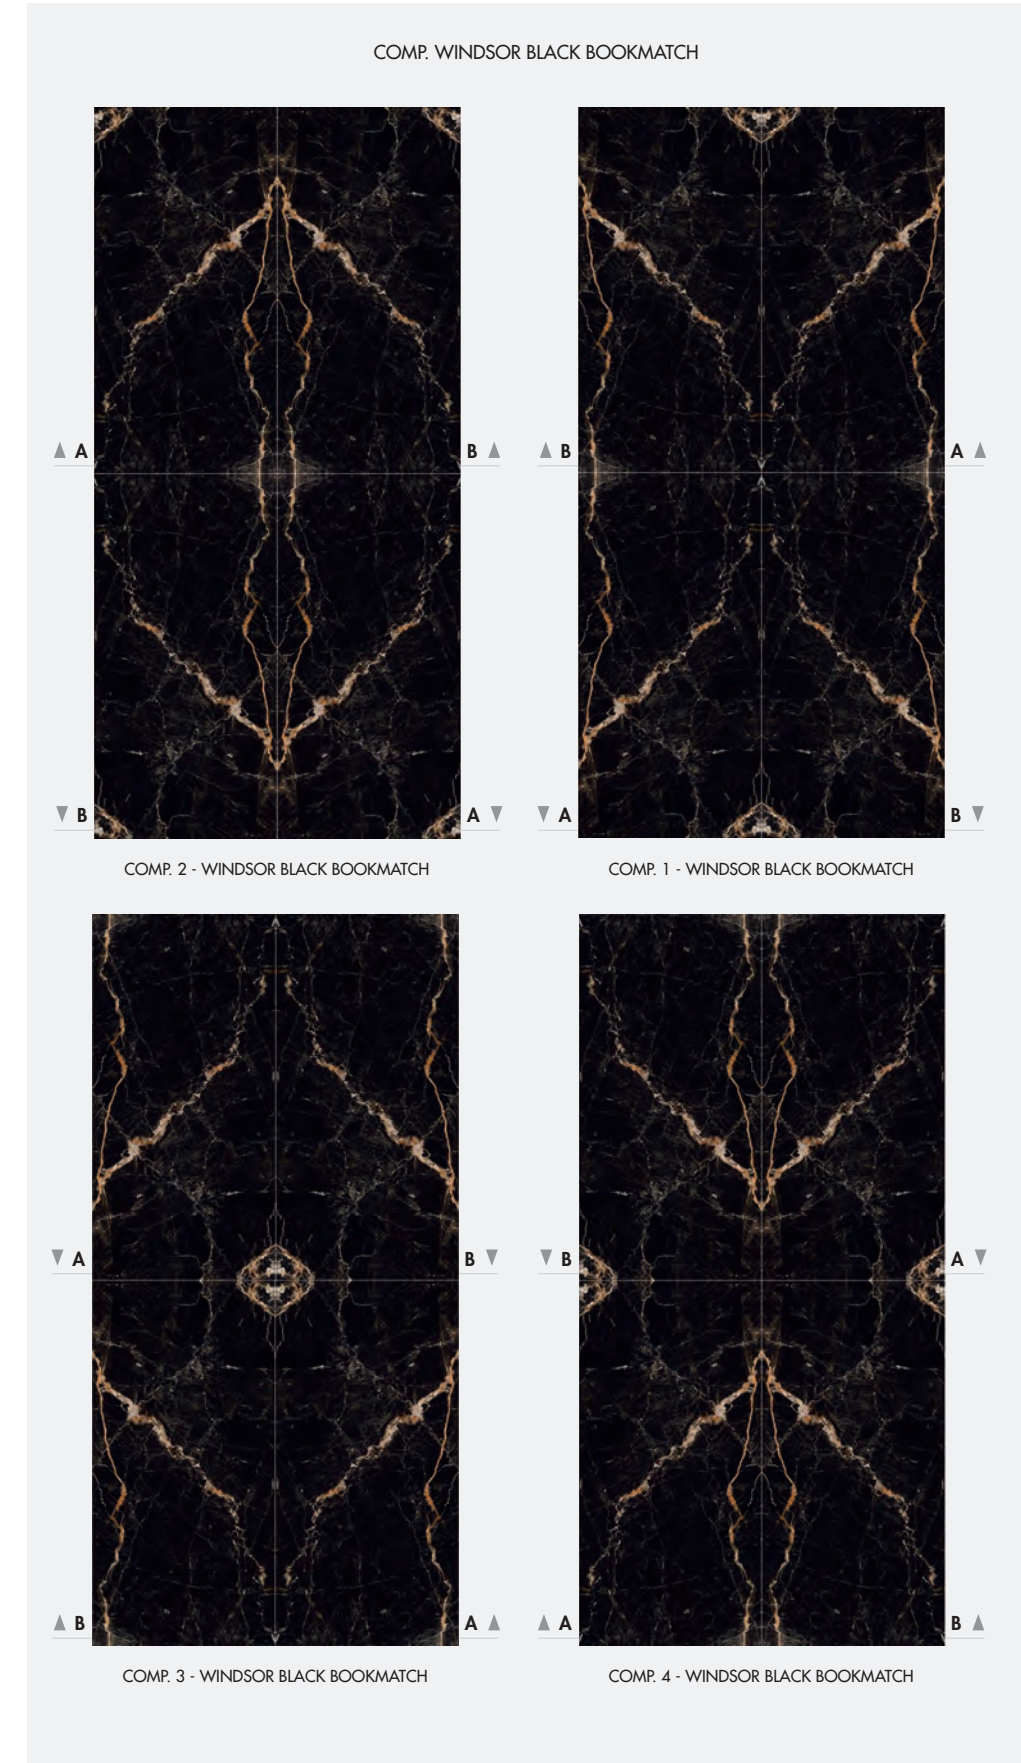 COMP. WINDSOR BLACK BOOKMATCH
A B
B A
COMP. 2 - WINDSOR BLACK BOOKMATCH
B A
A B
COMP. 1 - WINDSOR BLACK BOOKMATCH
A B
B A
COMP. 3 - WINDSOR BLACK BOOKMATCH
B A
A B
COMP. 4 - WINDSOR BLACK BOOKMATCH